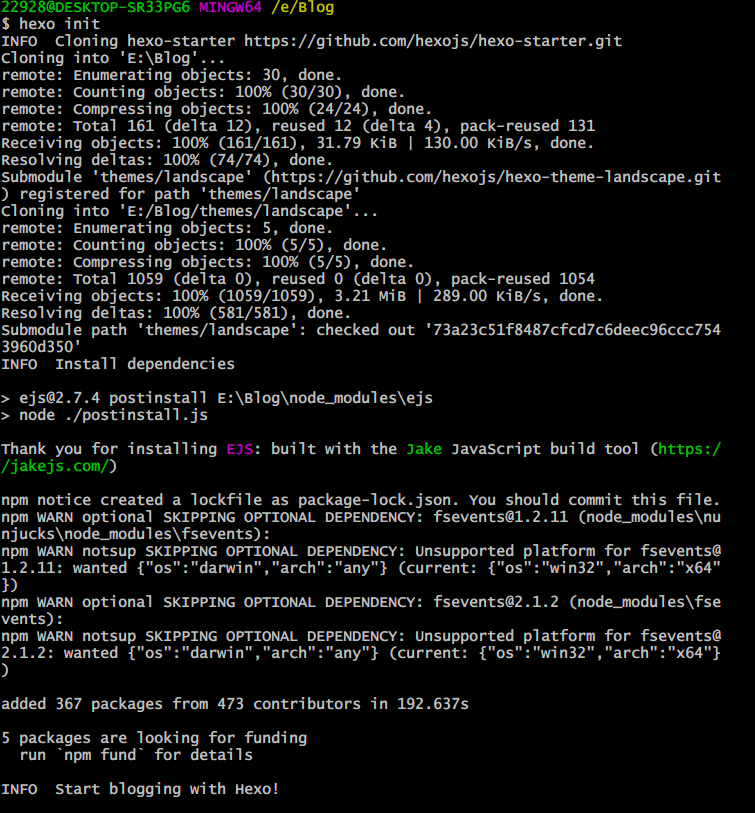 22928@DESKTOP-SR33PG6 MINGW64 /e/Blog
$ hexo init
INFO  Cloning hexo-starter https://github.com/hexojs/hexo-starter.git
Cloning into 'E:\Blog'...
remote: Enumerating objects: 30, done.
remote: Counting objects: 100% (30/30), done.
remote: Compressing objects: 100% (24/24), done.
remote: Total 161 (delta 12), reused 12 (delta 4), pack-reused 131
Receiving objects: 100% (161/161), 31.79 KiB | 130.00 KiB/s, done.
Resolving deltas: 100% (74/74), done.
Submodule 'themes/landscape' (https://github.com/hexojs/hexo-theme-landscape.git
) registered for path 'themes/landscape'
Cloning into 'E:/Blog/themes/landscape'...
remote: Enumerating objects: 5, done.
remote: Counting objects: 100% (5/5), done.
remote: Compressing objects: 100% (5/5), done.
remote: Total 1059 (delta 0), reused 0 (delta 0), pack-reused 1054
Receiving objects: 100% (1059/1059), 3.21 MiB | 289.00 KiB/s, done.
Resolving deltas: 100% (581/581), done.
Submodule path 'themes/landscape': checked out '73a23c51f8487cfcd7c6deec96ccc754
3960d350'
INFO  Install dependencies
> ejs@2.7.4 postinstall E:\Blog\node_modules\ejs
> node ./postinstall.js
Thank you for installing EJS: built with the Jake JavaScript build tool (https:/
/jakejs.com/)
npm notice created a lockfile as package-lock.json. You should commit this file.
npm WARN optional SKIPPING OPTIONAL DEPENDENCY: fsevents@1.2.11 (node_modules\nu
njucks\node_modules\fsevents):
npm WARN notsup SKIPPING OPTIONAL DEPENDENCY: Unsupported platform for fsevents@
1.2.11: wanted {"os":"darwin","arch":"any"} (current: {"os":"win32","arch":"x64"
})
npm WARN optional SKIPPING OPTIONAL DEPENDENCY: fsevents@2.1.2 (node_modules\fse
vents):
npm WARN notsup SKIPPING OPTIONAL DEPENDENCY: Unsupported platform for fsevents@
2.1.2: wanted {"os":"darwin","arch":"any"} (current: {"os":"win32","arch":"x64"}
)
added 367 packages from 473 contributors in 192.637s
5 packages are looking for funding
  run `npm fund` for details
INFO  Start blogging with Hexo!